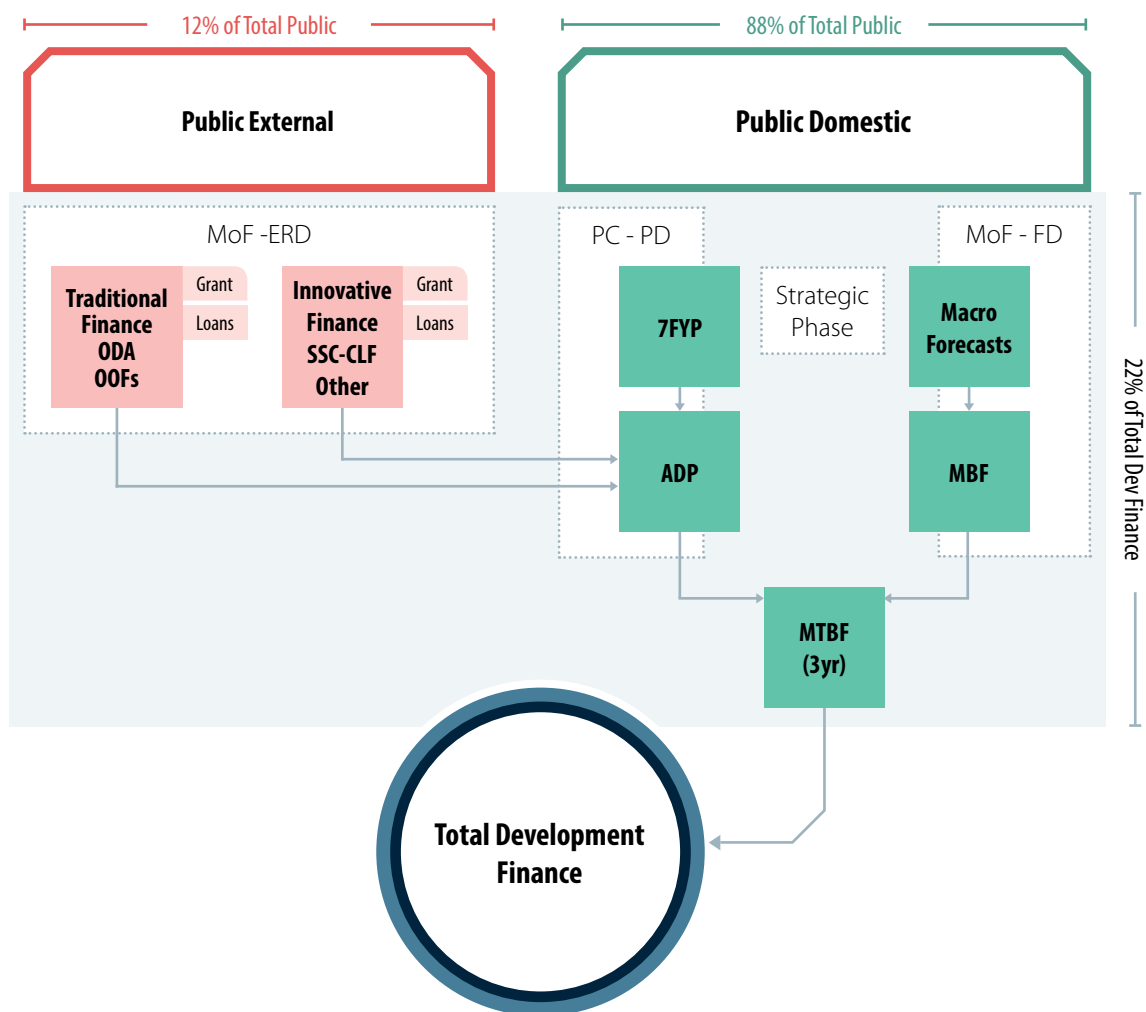 12% of Total Public
88% of Total Public
Public External
Public Domestic
MoF -ERD
PC - PD
MoF - FD
Traditional
Finance
ODA
OOFs
Grant
Loans
Innovative
Finance
SSC-CLF
Other
Grant
Loans
7FYP
Strategic
Phase
Macro
Forecasts
22% of Total Dev Finance
ADP
MBF
MTBF
(3yr)
Total Development
Finance